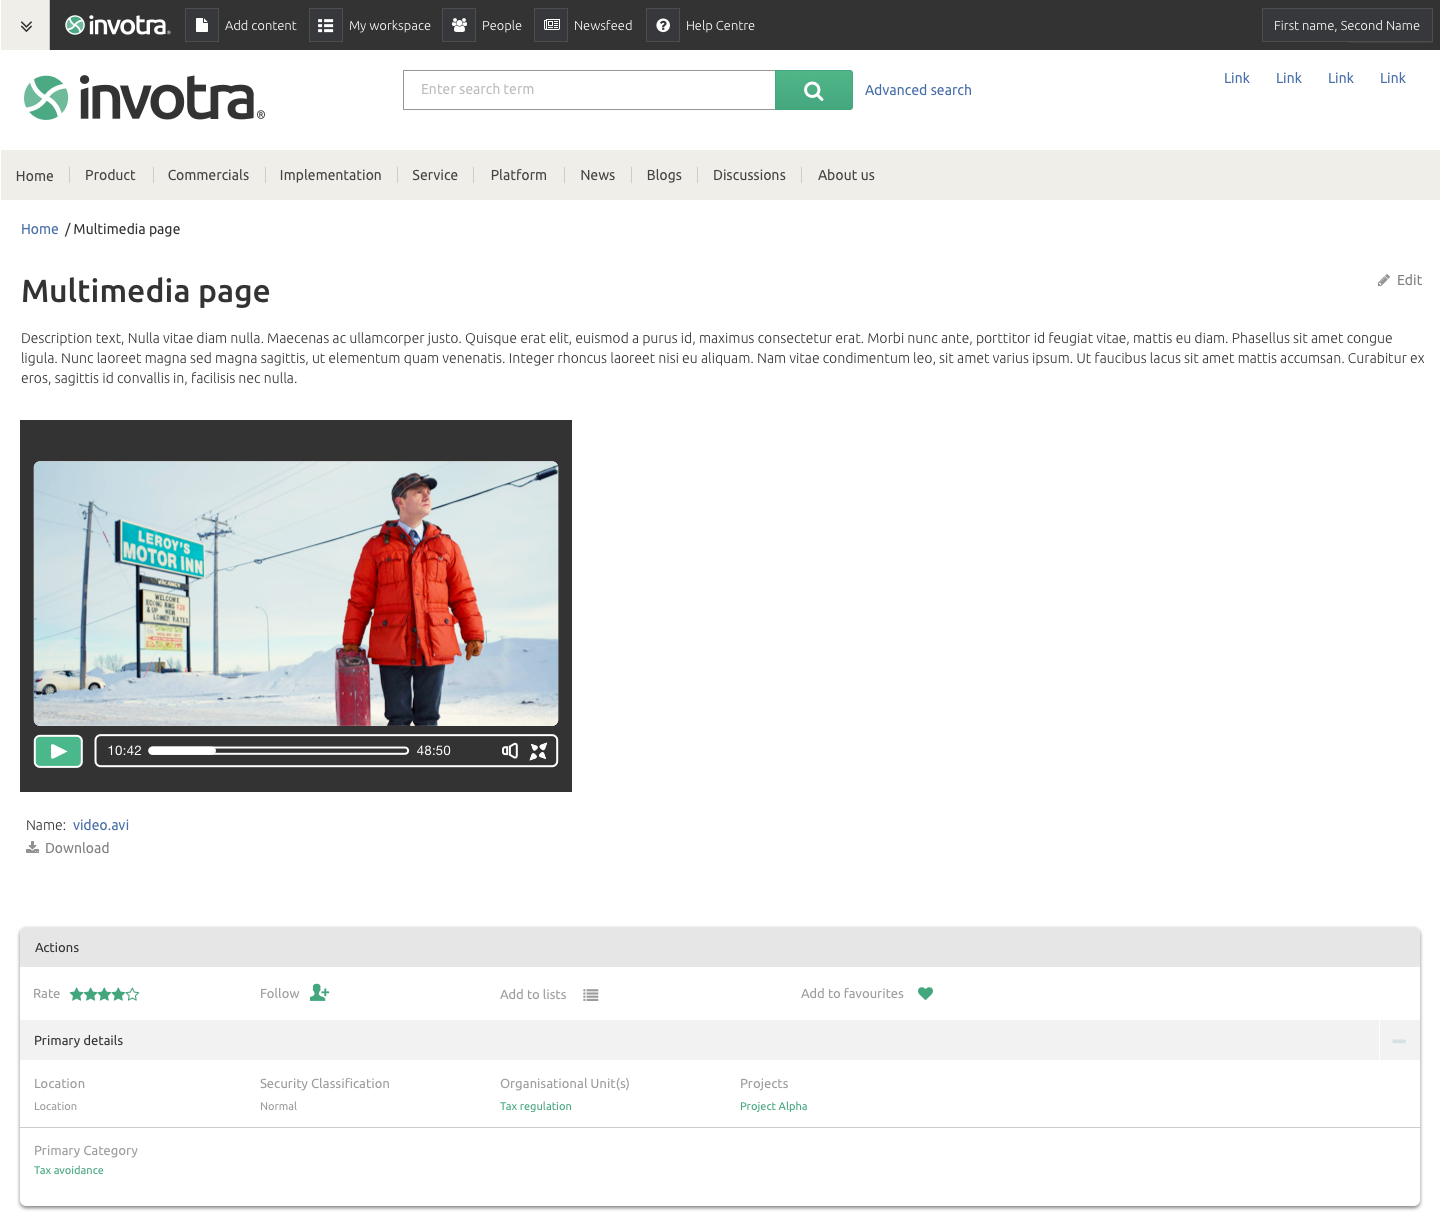 invotra
Add content
My workspace
People
Newsfeed
Help Centre
First name, Second Name
invotra®
Enter search term
Advanced search
Link
Link
Link
Link
Home
Product
Commercials
Implementation
Service
Platform
News
Blogs
Discussions
About us
Home / Multimedia page
Multimedia page
Edit
Description text, Nulla vitae diam nulla. Maecenas ac ullamcorper justo. Quisque erat elit, euismod a purus id, maximus consectetur erat. Morbi nunc ante, porttitor id feugiat vitae, mattis eu diam. Phasellus sit amet congue
ligula. Nunc laoreet magna sed magna sagittis, ut elementum quam venenatis. Integer rhoncus laoreet nisi eu aliquam. Nam vitae condimentum leo, sit amet varius ipsum. Ut faucibus lacus sit amet mattis accumsan. Curabitur ex
eros, sagittis id convallis in, facilisis nec nulla.
LEROY'S
MOTOR INN
VACANCY
WELCOME
LOWER RATES
10:42
48:50
Name: video.avi
Download
Actions
Rate
Follow
Add to lists
Add to favourites
Primary details
Location
Security Classification
Organisational Unit(s)
Projects
Location
Normal
Tax regulation
Project Alpha
Primary Category
Tax avoidance